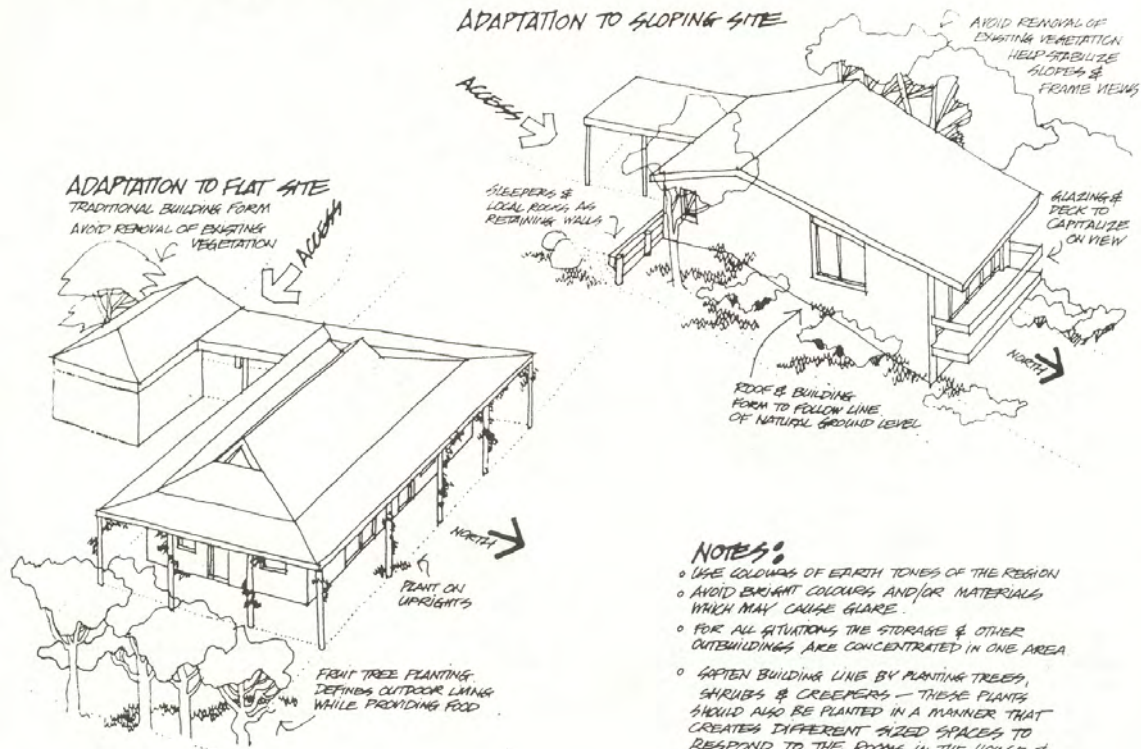 ADAPTATION TO SLOPING SITE
AVOID REMOVAL OF
EXISTING VEGETATION
HELP STABILIZE
SLOPES &
FRAME VIEWS
ACCESS
SLEEPERS &
LOCAL ROCKS AS
RETAINING WALLS
GLAZING &
DECK TO
CAPITALIZE
ON VIEW
NORTH
ROOF & BUILDING
FORM TO FOLLOW LINE
OF NATURAL GROUND LEVEL
ADAPTATION TO FLAT SITE
TRADITIONAL BUILDING FORM
AVOID REMOVAL OF EXISTING
VEGETATION
ACCESS
NORTH
PLANT ON
UPRIGHTS
FRUIT TREE PLANTING
DEFINES OUTDOOR LIVING
WHILE PROVIDING FOOD
NOTES:
• USE COLOURS OF EARTH TONES OF THE REGION
• AVOID BRIGHT COLOURS AND/OR MATERIALS
WHICH MAY CAUSE GLARE.
• FOR ALL SITUATIONS THE STORAGE & OTHER
OUTBUILDINGS ARE CONCENTRATED IN ONE AREA
• SOFTEN BUILDING LINE BY PLANTING TREES,
SHRUBS & CREEPERS — THESE PLANTS
SHOULD ALSO BE PLANTED IN A MANNER THAT
CREATES DIFFERENT SIZED SPACES TO
RESPOND TO THE ROOMS IN THE HOUSE &